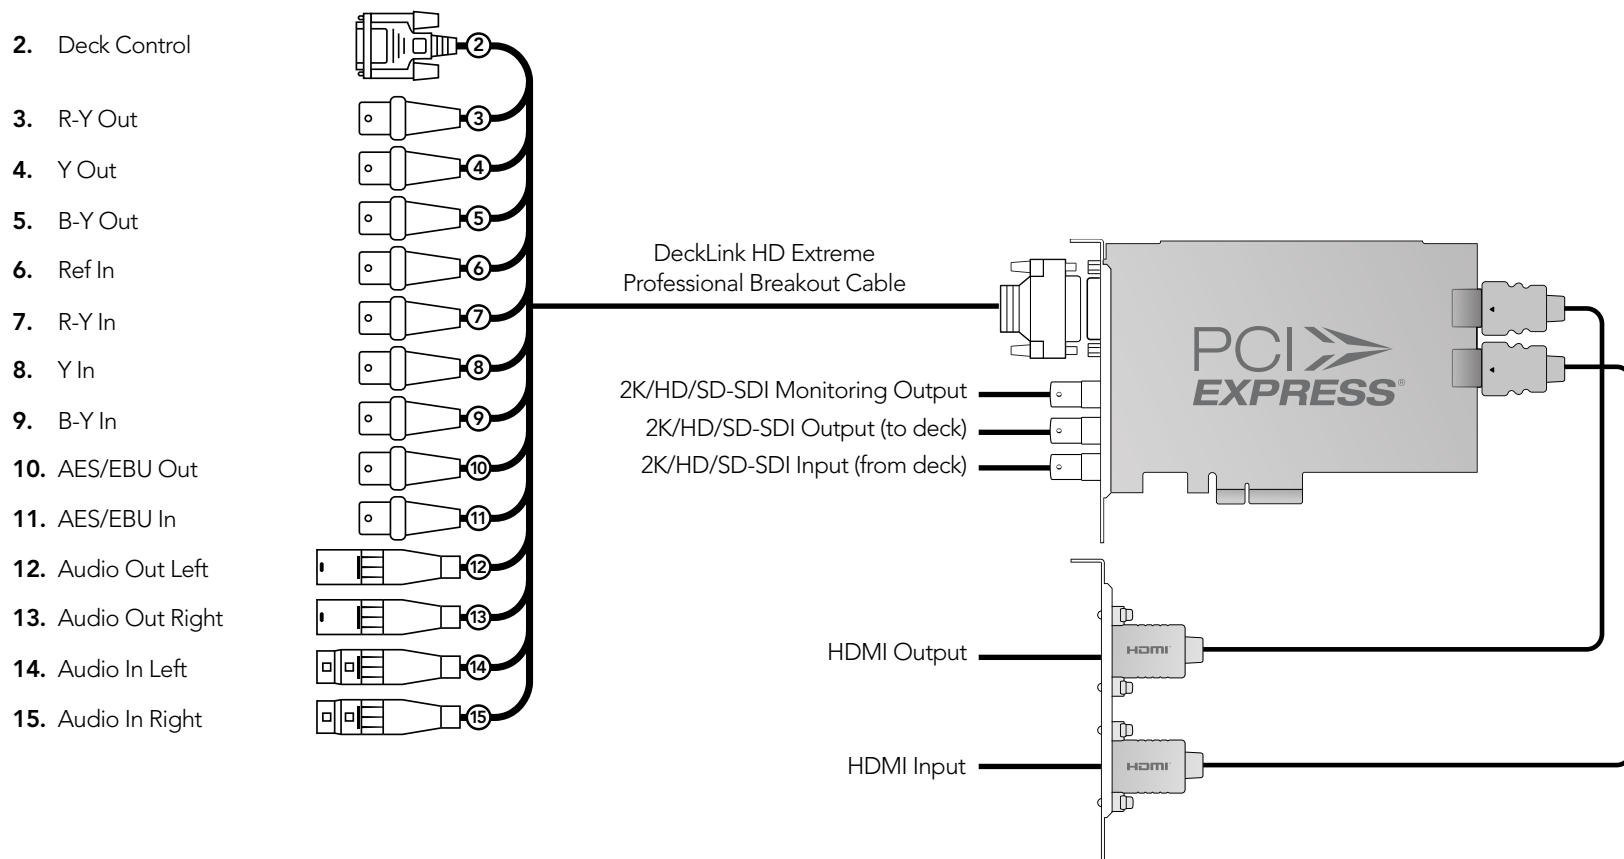 2. Deck Control
2
3. R-Y Out
3
4. Y Out
4
5. B-Y Out
5
6. Ref In
6
7. R-Y In
7
8. Y In
8
9. B-Y In
9
10. AES/EBU Out
10
11. AES/EBU In
11
12. Audio Out Left
12
13. Audio Out Right
13
14. Audio In Left
14
15. Audio In Right
15
DeckLink HD Extreme
Professional Breakout Cable
2K/HD/SD-SDI Monitoring Output
2K/HD/SD-SDI Output (to deck)
2K/HD/SD-SDI Input (from deck)
PCI
EXPRESS®
HDMI Output
HDMI
HDMI Input
HDMI